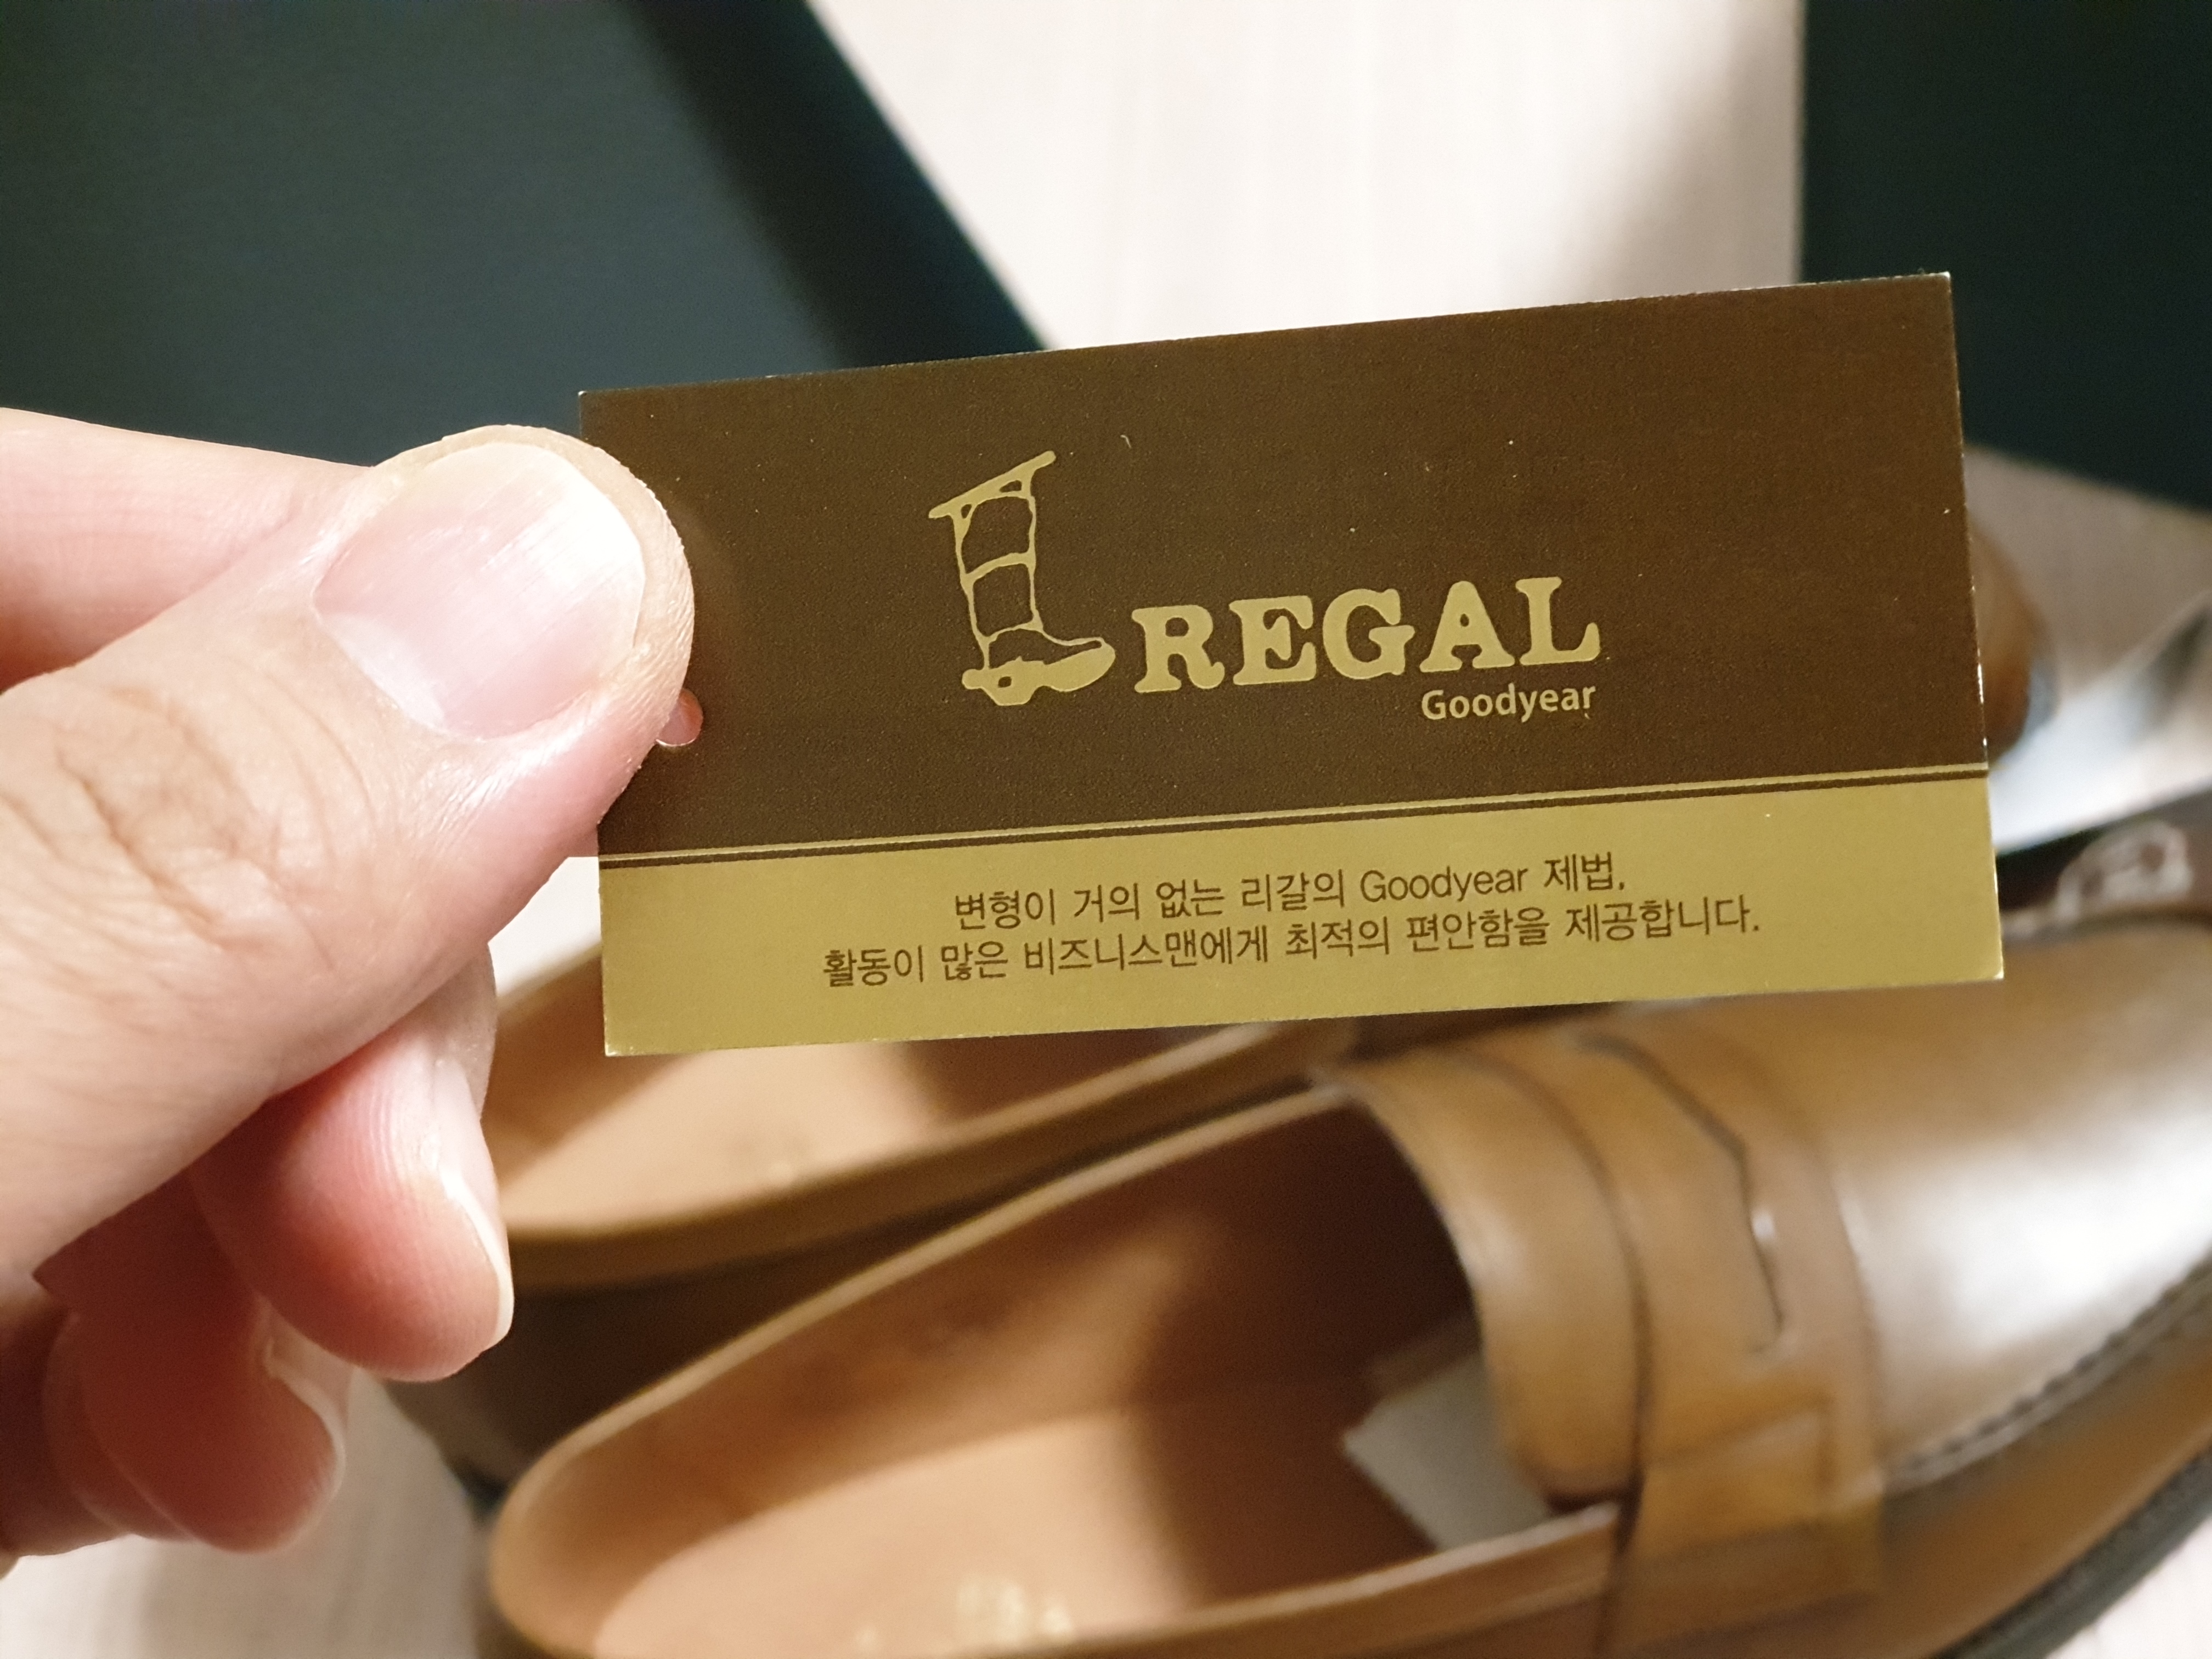 REGAL
Goodyear
변형이 거의 없는 리갈의 Goodyear 제법,
활동이 많은 비즈니스맨에게 최적의 편안함을 제공합니다.